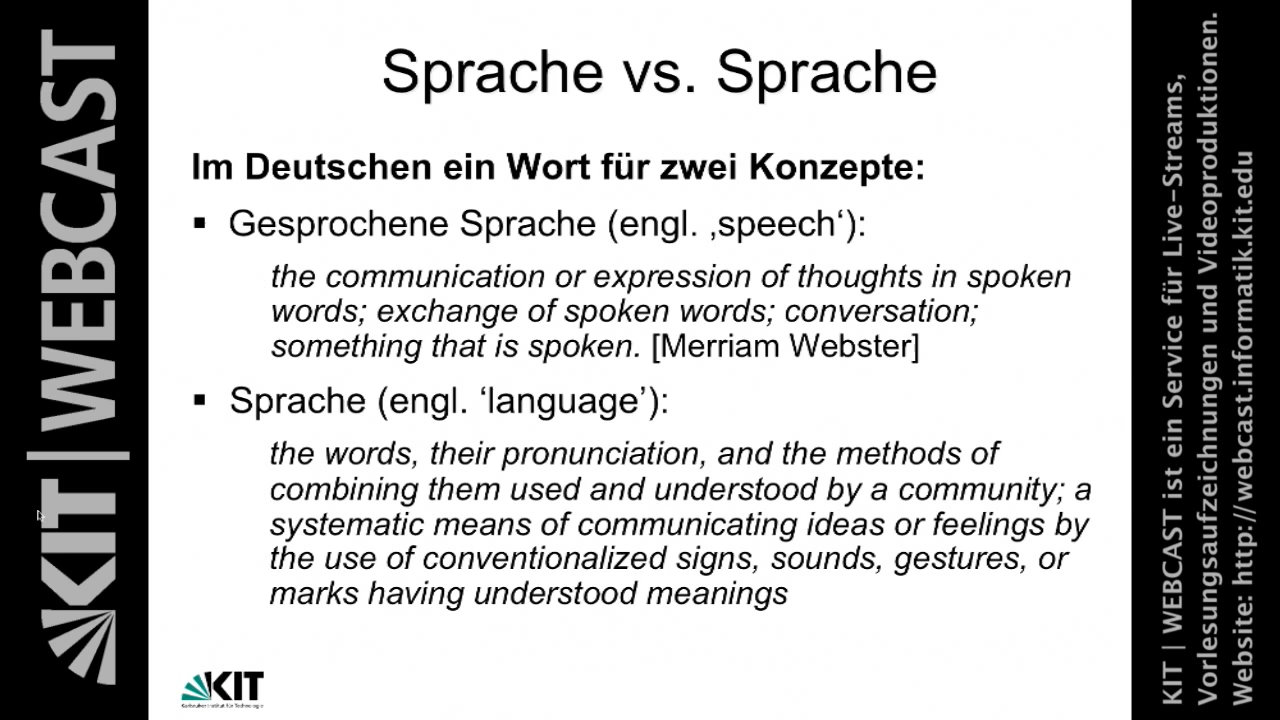 KIT | WEBCAST
Sprache vs. Sprache
Im Deutschen ein Wort für zwei Konzepte:
▪ Gesprochene Sprache (engl. ‚speech‘):
the communication or expression of thoughts in spoken
words; exchange of spoken words; conversation;
something that is spoken. [Merriam Webster]
▪ Sprache (engl. ‘language’):
the words, their pronunciation, and the methods of
combining them used and understood by a community; a
systematic means of communicating ideas or feelings by
the use of conventionalized signs, sounds, gestures, or
marks having understood meanings
KIT
Karlsruher Institut für Technologie
KIT | WEBCAST ist ein Service für Live-Streams,
Vorlesungsaufzeichnungen und Videoproduktionen.
Website: http://webcast.informatik.kit.edu